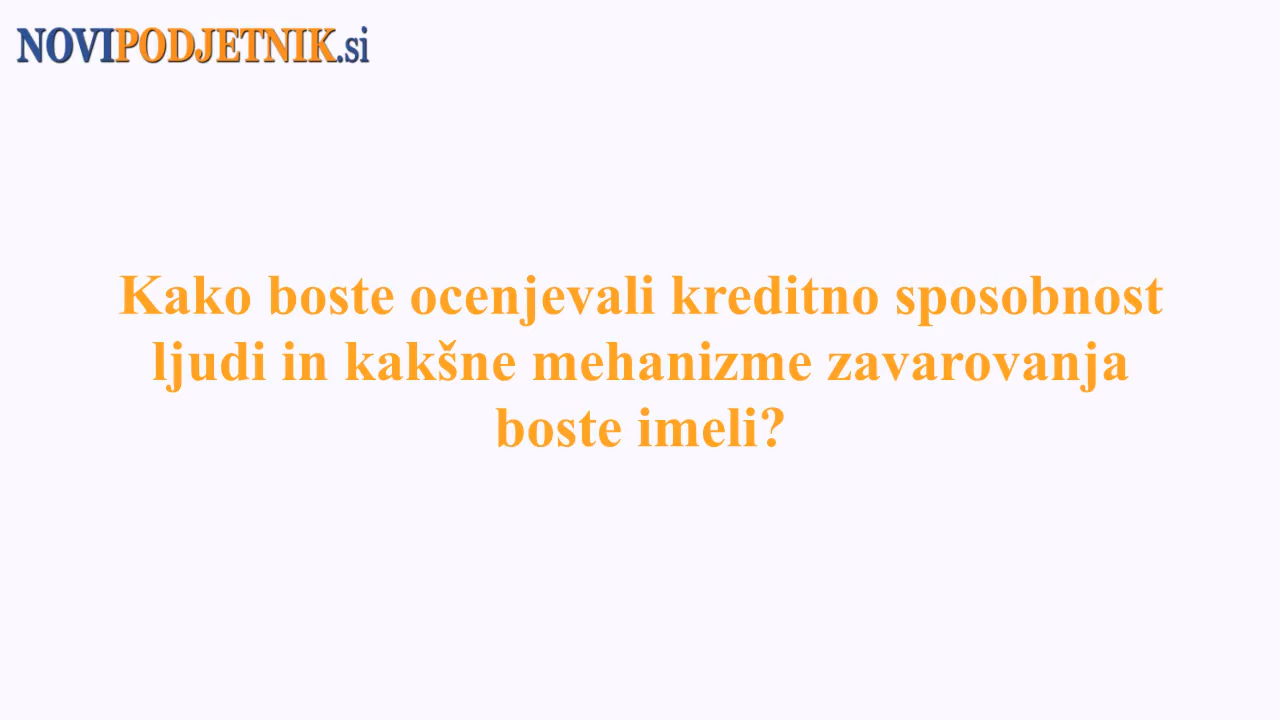 NOVIPODJETNIK.si
Kako boste ocenjevali kreditno sposobnost
ljudi in kakšne mehanizme zavarovanja
boste imeli?